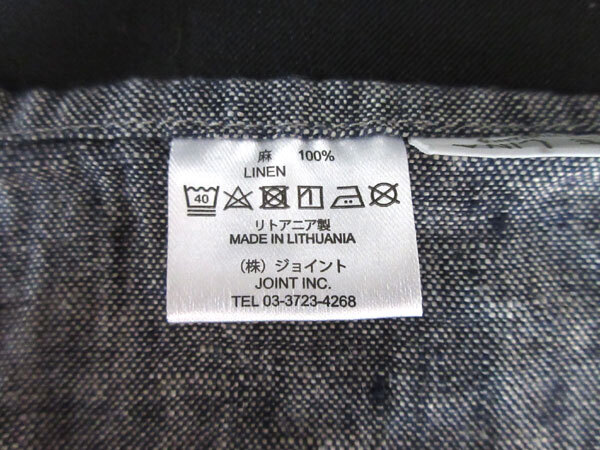 麻 100%
LINEN
40
リトアニア製
MADE IN LITHUANIA
(株)ジョイント
JOINT INC.
TEL 03-3723-4268